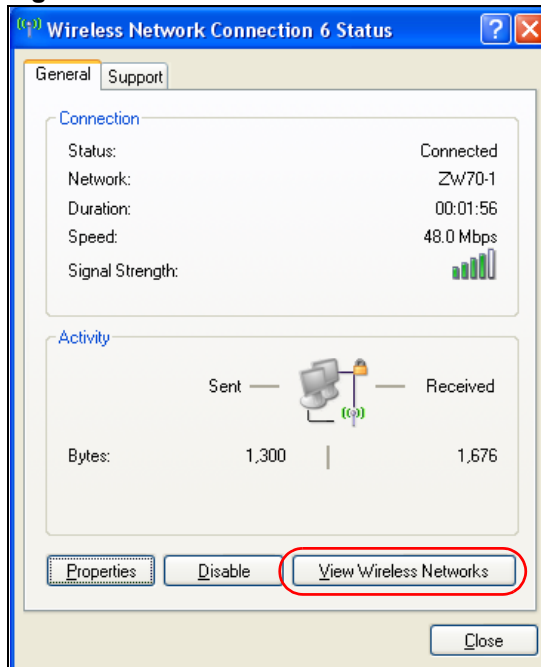 Wireless Network Connection 6 Status
General Support
Connection
Status: Connected
Network: ZW70-1
Duration: 00:01:56
Speed: 48.0 Mbps
Signal Strength:
Activity
Sent — — Received
Bytes: 1,300 | 1,676
Properties Disable View Wireless Networks
Close